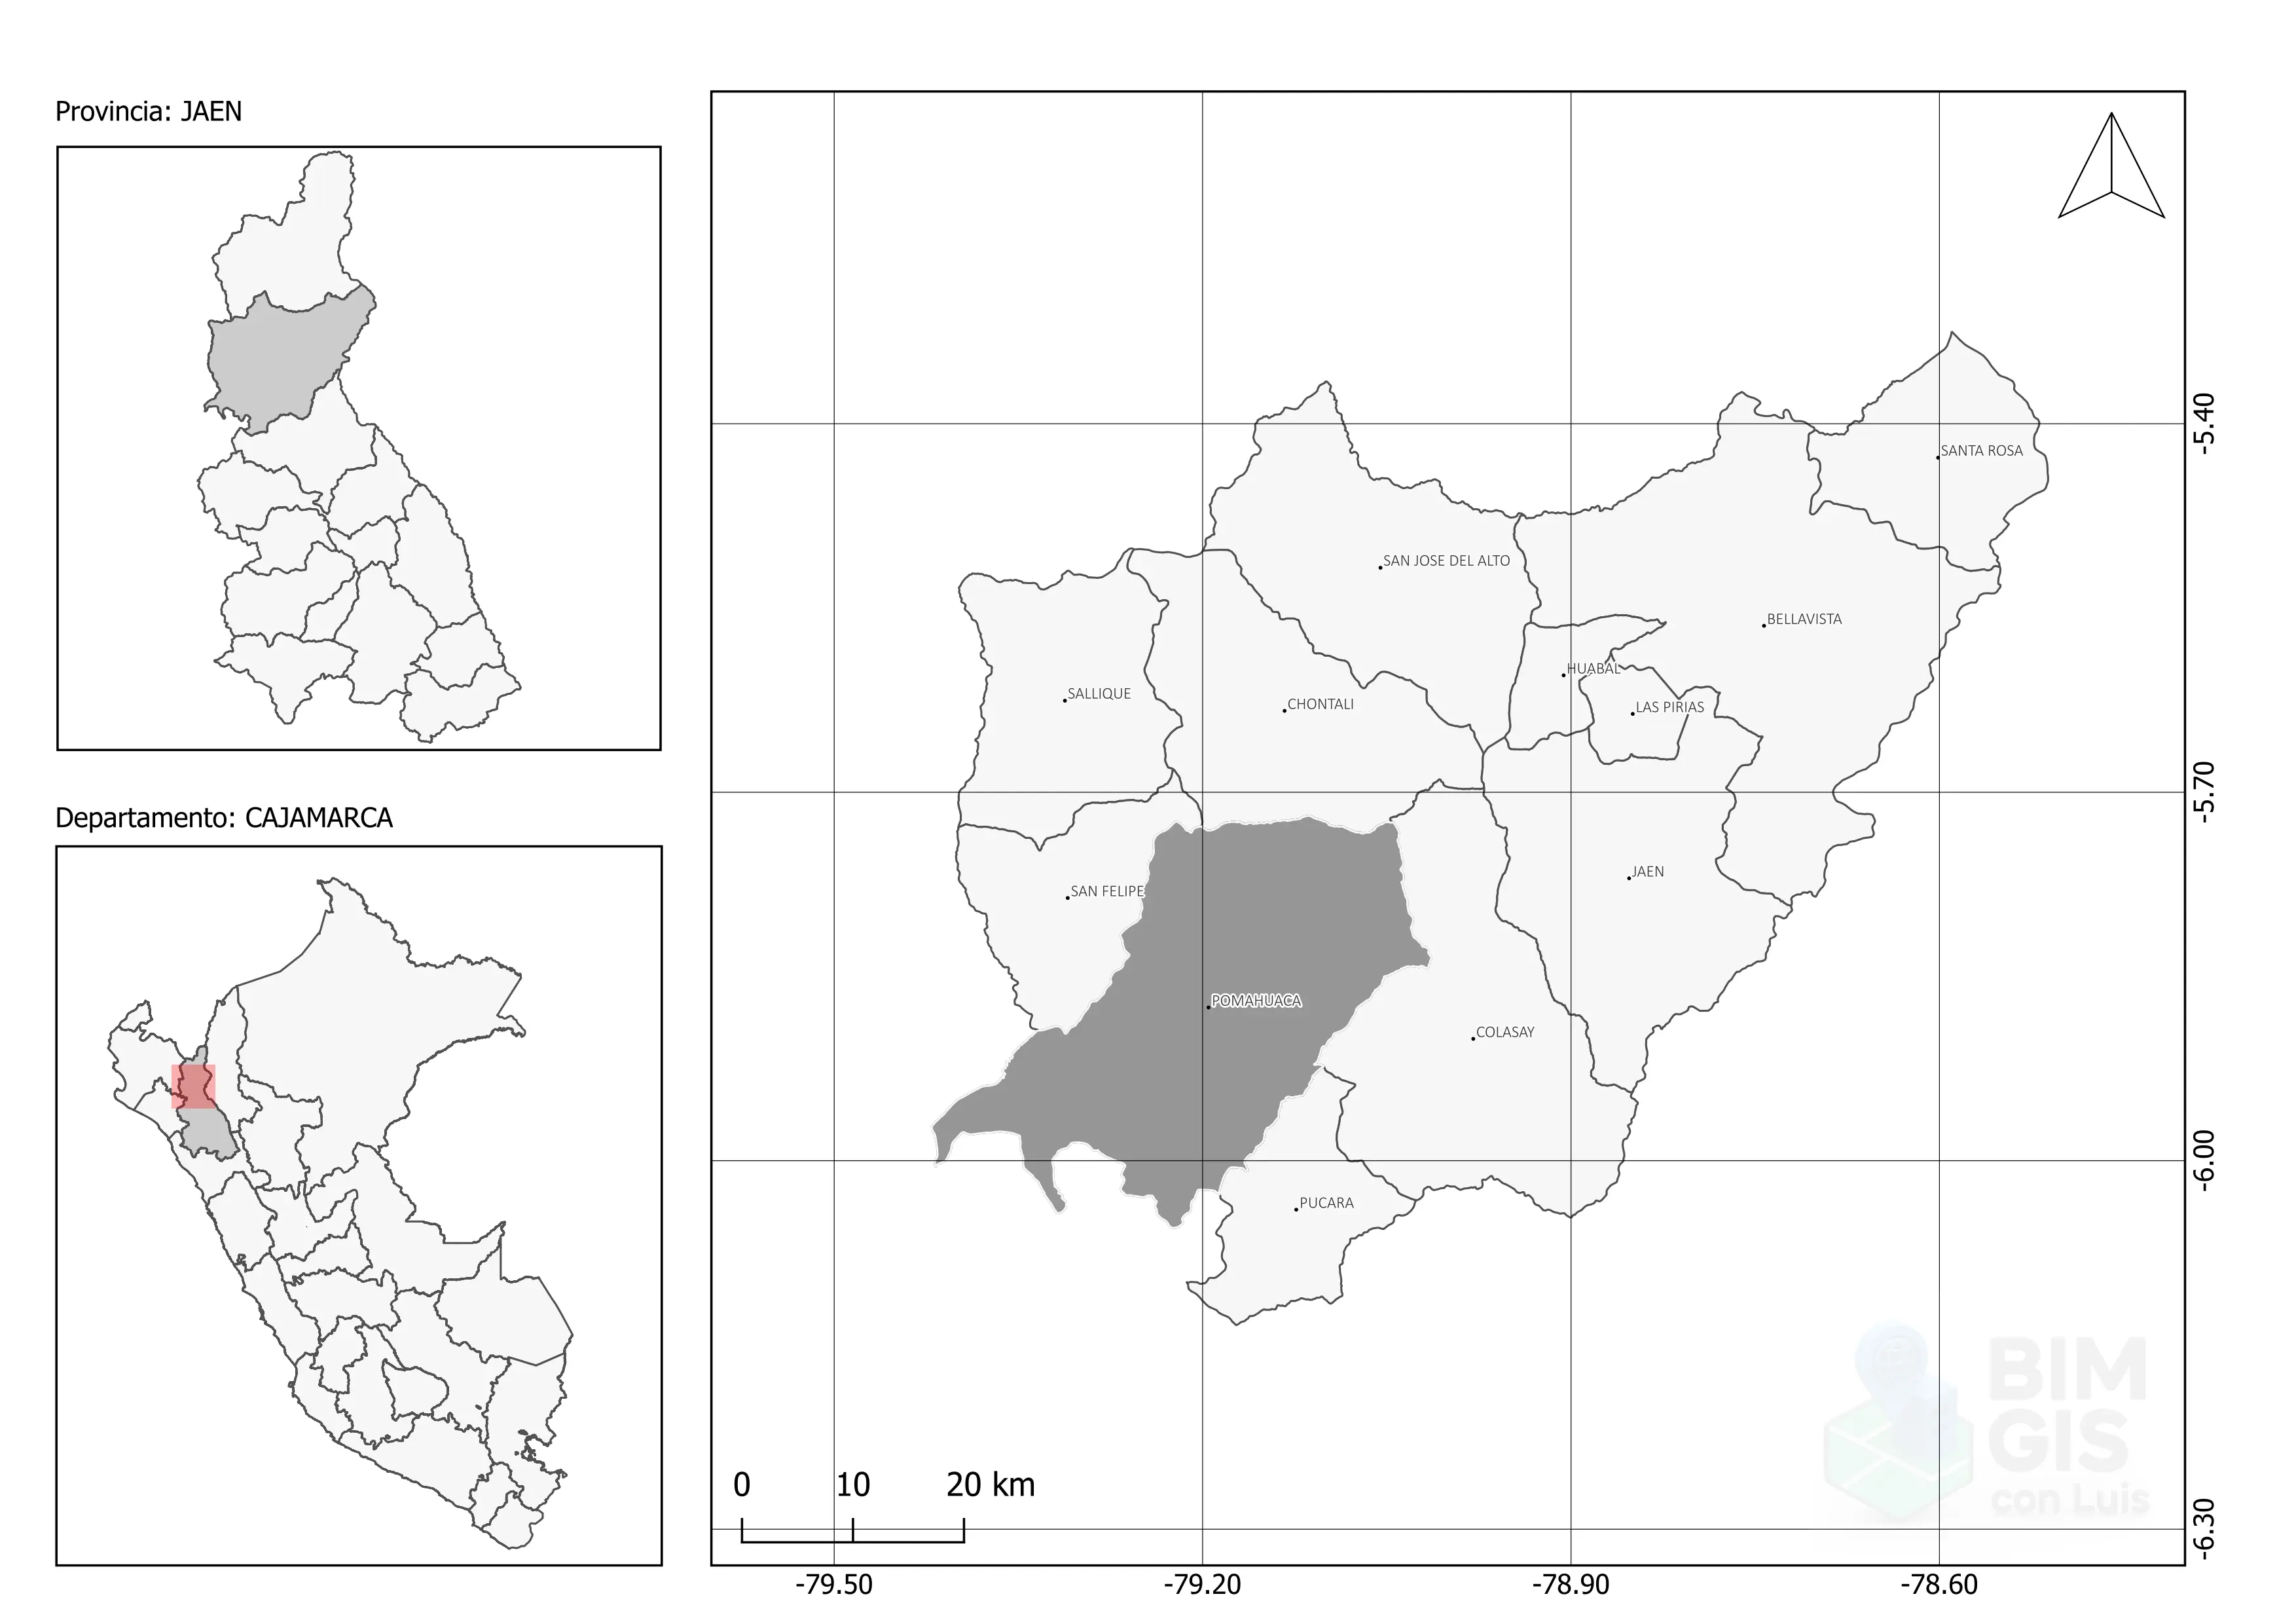 Provincia: JAEN
Departamento: CAJAMARCA
SANTA ROSA
SAN JOSE DEL ALTO
BELLAVISTA
HUABAL
SALLIQUE
CHONTALI
LAS PIRIAS
JAEN
SAN FELIPE
POMAHUACA
COLASAY
PUCARA
-5.40
-5.70
-6.00
-6.30
0 10 20 km
-79.50 -79.20 -78.90 -78.60
BIM
GIS
con Luis